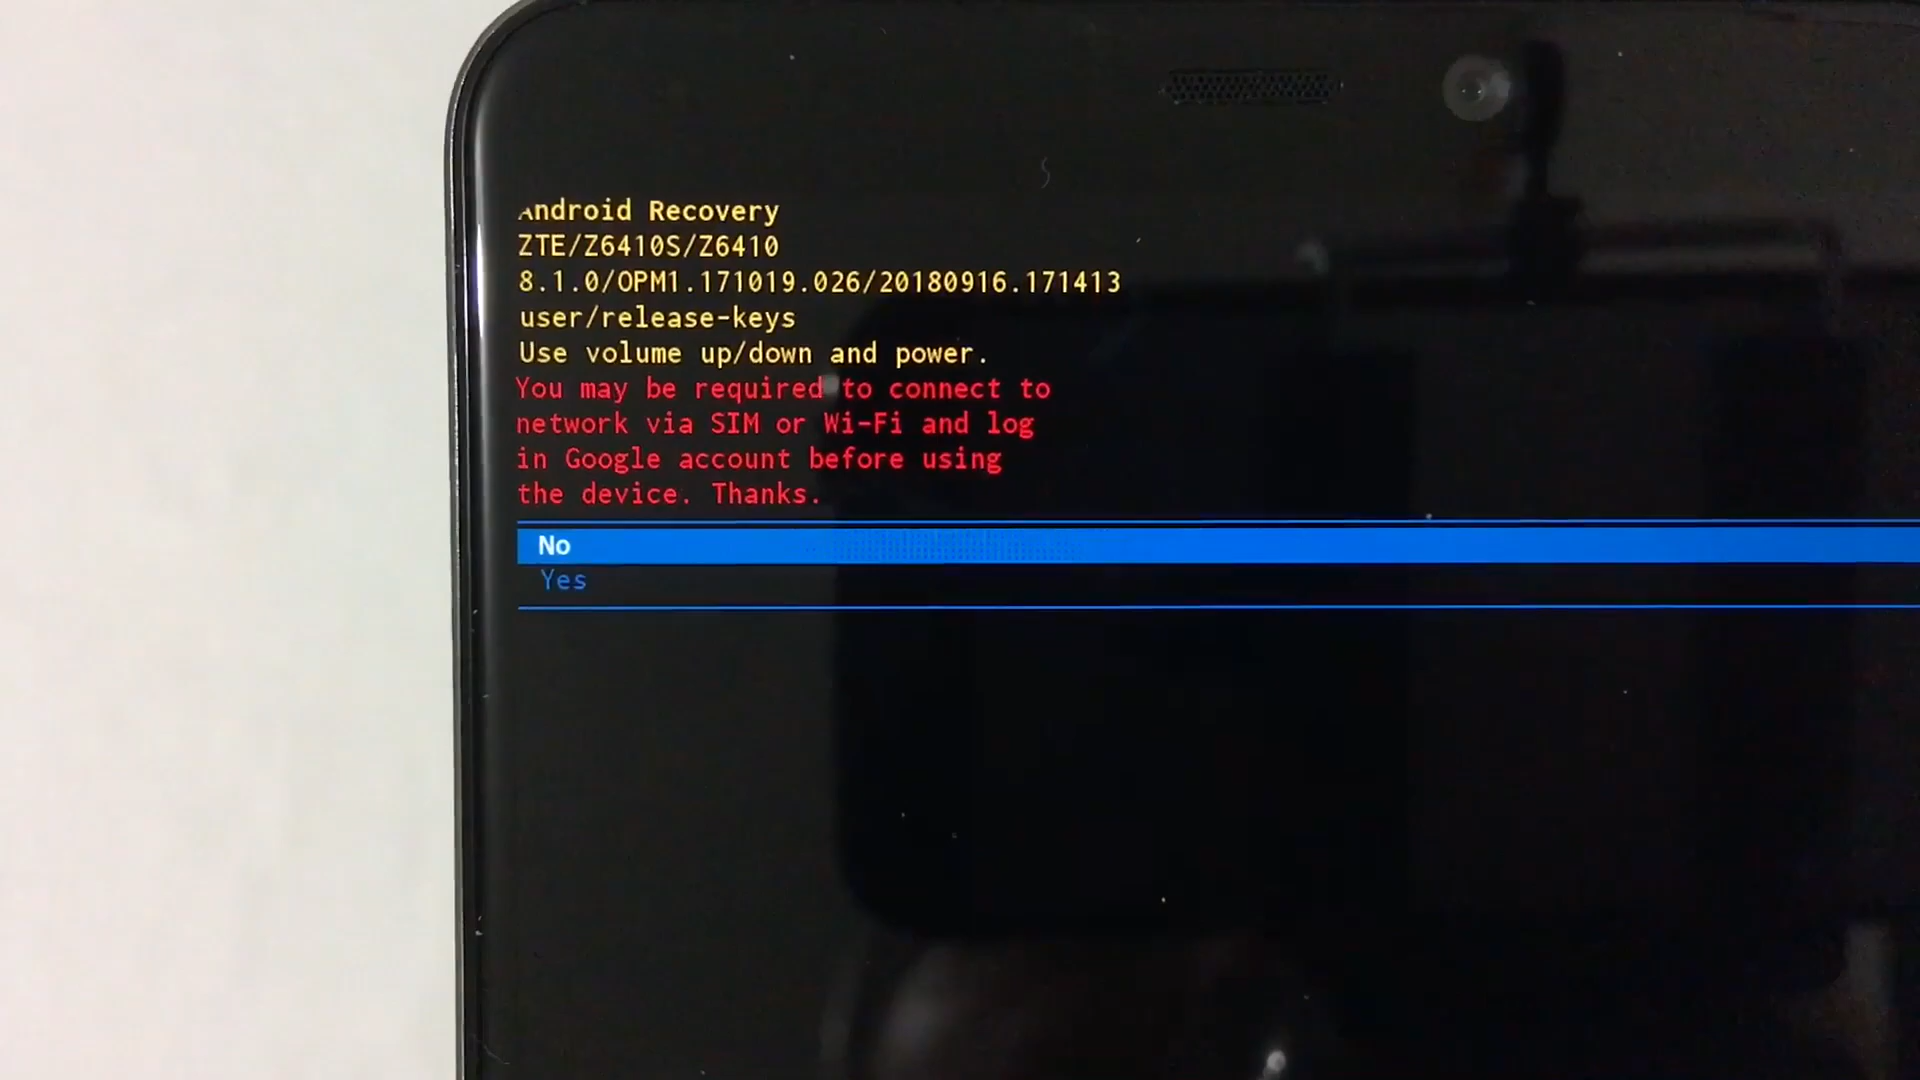 Android Recovery
ZTE/Z6410S/Z6410
8.1.0/OPM1.171019.026/20180916.171413
user/release-keys
Use volume up/down and power.
You may be required to connect to
network via SIM or Wi-Fi and log
in Google account before using
the device. Thanks.
No
Yes